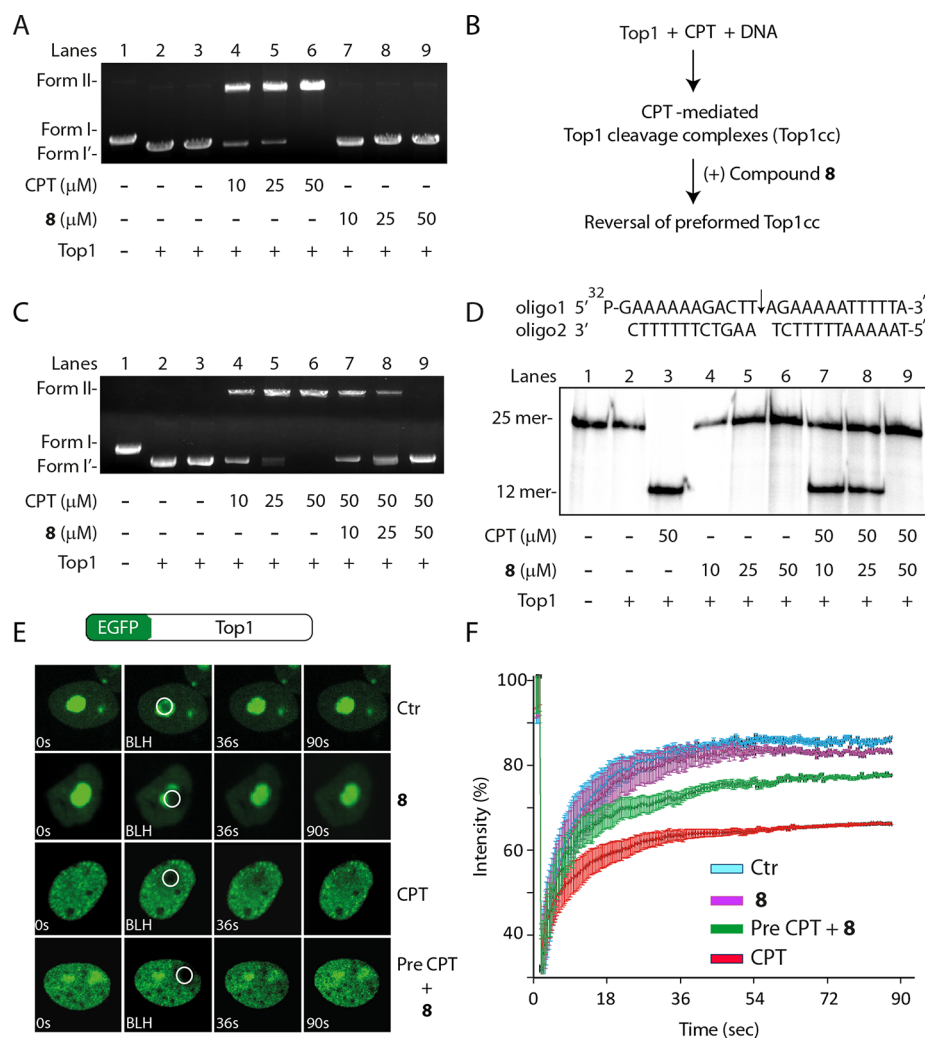 A
Lanes 1 2 3 4 5 6 7 8 9
Form II-
Form I-
Form I’-
CPT (μM) – – – 10 25 50 – – –
8 (μM) – – – – – – 10 25 50
Top1 – + + + + + + + +
B
Top1 + CPT + DNA
CPT -mediated
Top1 cleavage complexes (Top1cc)
(+) Compound 8
Reversal of preformed Top1cc
C
Lanes 1 2 3 4 5 6 7 8 9
Form II-
Form I-
Form I’-
CPT (μM) – – – 10 25 50 50 50 50
8 (μM) – – – – – – 10 25 50
Top1 – + + + + + + + +
D
oligo1 5’ 32P-GAAAAAAGACTT↓AGAAAAATTTTTA-3’
oligo2 3’ CTTTTTTCTGAA TCTTTTTAAAAAT-5’
Lanes 1 2 3 4 5 6 7 8 9
25 mer-
12 mer-
CPT (μM) – – 50 – – – 50 50 50
8 (μM) – – – 10 25 50 10 25 50
Top1 – + + + + + + + +
E
EGFP Top1
0s BLH 36s 90s Ctr
0s BLH 36s 90s 8
0s BLH 36s 90s CPT
0s BLH 36s 90s Pre CPT
+
8
F
100
80
60
40
Intensity (%)
Ctr
8
Pre CPT + 8
CPT
0 18 36 54 72 90
Time (sec)